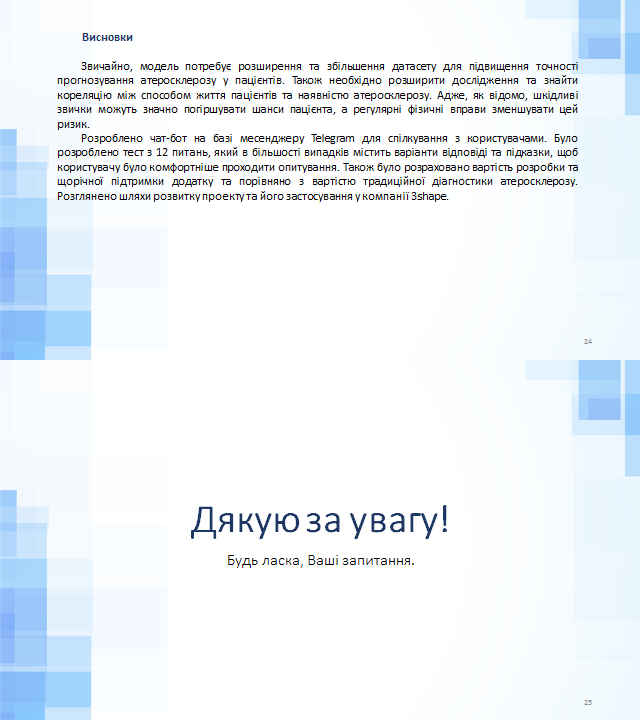 Висновки
Звичайно, модель потребує розширення та збільшення датасету для підвищення точності
прогнозування атеросклерозу у пацієнтів. Також необхідно розширити дослідження та знайти
кореляцію між способом життя пацієнтів та наявністю атеросклерозу. Адже, як відомо, шкідливі
звички можуть значно погіршувати шанси пацієнта, а регулярні фізичні вправи зменшувати цей
ризик.
Розроблено чат-бот на базі месенджеру Telegram для спілкування з користувачами. Було
розроблено тест з 12 питань, який в більшості випадків містить варіанти відповіді та підказки, щоб
користувачу було комфортніше проходити опитування. Також було розраховано вартість розробки та
щорічної підтримки додатку та порівняно з вартістю традиційної діагностики атеросклерозу.
Розглянено шляхи розвитку проекту та його застосування у компанії 3shape.
24
Дякую за увагу!
Будь ласка, Ваші запитання.
25